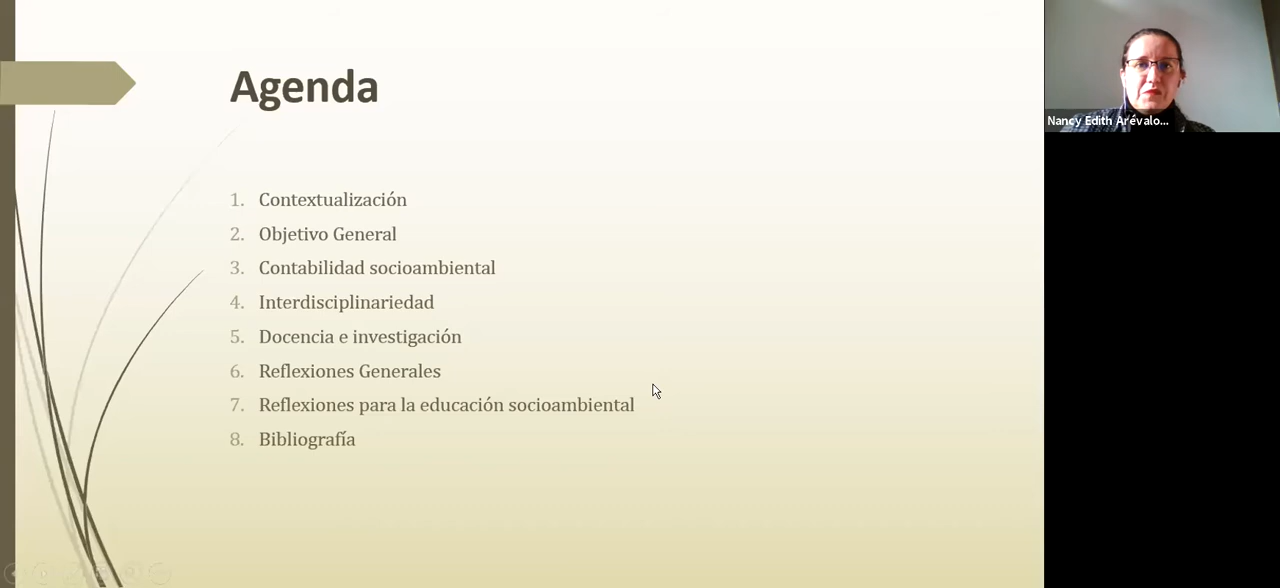 Agenda
1. Contextualización
2. Objetivo General
3. Contabilidad socioambiental
4. Interdisciplinariedad
5. Docencia e investigación
6. Reflexiones Generales
7. Reflexiones para la educación socioambiental
8. Bibliografía
Nancy Edith Arévalo...